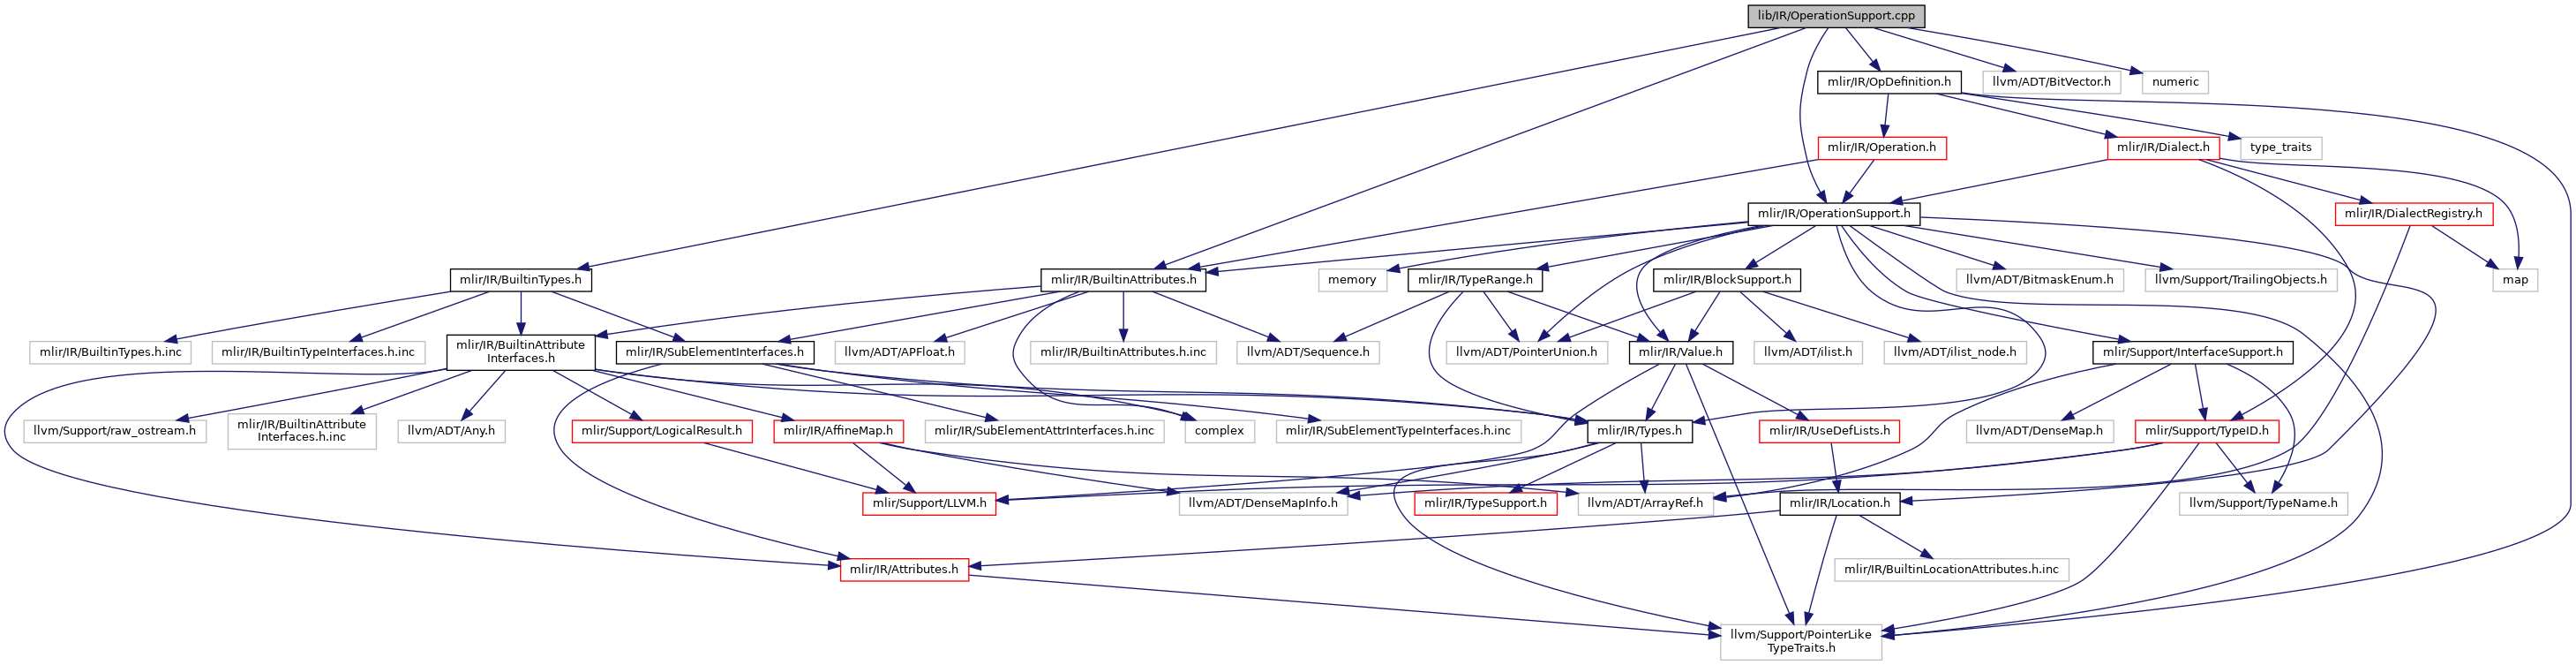 lib/IR/OperationSupport.cpp
mlir/IR/OpDefinition.h
llvm/ADT/BitVector.h
numeric
mlir/IR/Operation.h
mlir/IR/Dialect.h
type_traits
mlir/IR/OperationSupport.h
mlir/IR/DialectRegistry.h
mlir/IR/BuiltinTypes.h
mlir/IR/BuiltinAttributes.h
memory
mlir/IR/TypeRange.h
mlir/IR/BlockSupport.h
llvm/ADT/BitmaskEnum.h
llvm/Support/TrailingObjects.h
map
mlir/IR/BuiltinTypes.h.inc
mlir/IR/BuiltinTypeInterfaces.h.inc
mlir/IR/BuiltinAttribute
Interfaces.h
mlir/IR/SubElementInterfaces.h
llvm/ADT/APFloat.h
mlir/IR/BuiltinAttributes.h.inc
llvm/ADT/Sequence.h
llvm/ADT/PointerUnion.h
mlir/IR/Value.h
llvm/ADT/ilist.h
llvm/ADT/ilist_node.h
mlir/Support/InterfaceSupport.h
llvm/Support/raw_ostream.h
mlir/IR/BuiltinAttribute
Interfaces.h.inc
llvm/ADT/Any.h
mlir/Support/LogicalResult.h
mlir/IR/AffineMap.h
mlir/IR/SubElementAttrInterfaces.h.inc
complex
mlir/IR/SubElementTypeInterfaces.h.inc
mlir/IR/Types.h
mlir/IR/UseDefLists.h
llvm/ADT/DenseMap.h
mlir/Support/TypeID.h
mlir/Support/LLVM.h
llvm/ADT/DenseMapInfo.h
mlir/IR/TypeSupport.h
llvm/ADT/ArrayRef.h
mlir/IR/Location.h
llvm/Support/TypeName.h
mlir/IR/Attributes.h
mlir/IR/BuiltinLocationAttributes.h.inc
llvm/Support/PointerLike
TypeTraits.h